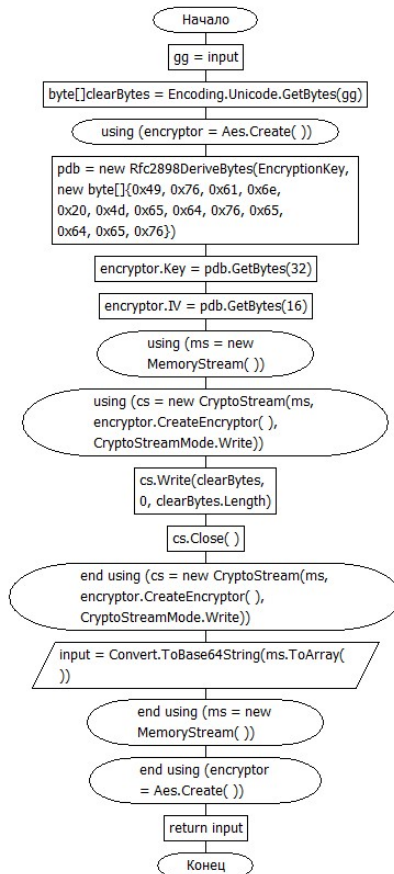 Начало
gg = input
byte[]clearBytes = Encoding.Unicode.GetBytes(gg)
using (encryptor = Aes.Create( ))
pdb = new Rfc2898DeriveBytes(EncryptionKey,
new byte[]{0x49, 0x76, 0x61, 0x6e,
0x20, 0x4d, 0x65, 0x64, 0x76, 0x65,
0x64, 0x65, 0x76})
encryptor.Key = pdb.GetBytes(32)
encryptor.IV = pdb.GetBytes(16)
using (ms = new
MemoryStream( ))
using (cs = new CryptoStream(ms,
encryptor.CreateEncryptor( ),
CryptoStreamMode.Write))
cs.Write(clearBytes,
0, clearBytes.Length)
cs.Close( )
end using (cs = new CryptoStream(ms,
encryptor.CreateEncryptor( ),
CryptoStreamMode.Write))
input = Convert.ToBase64String(ms.ToArray(
))
end using (ms = new
MemoryStream( ))
end using (encryptor
= Aes.Create( ))
return input
Конец